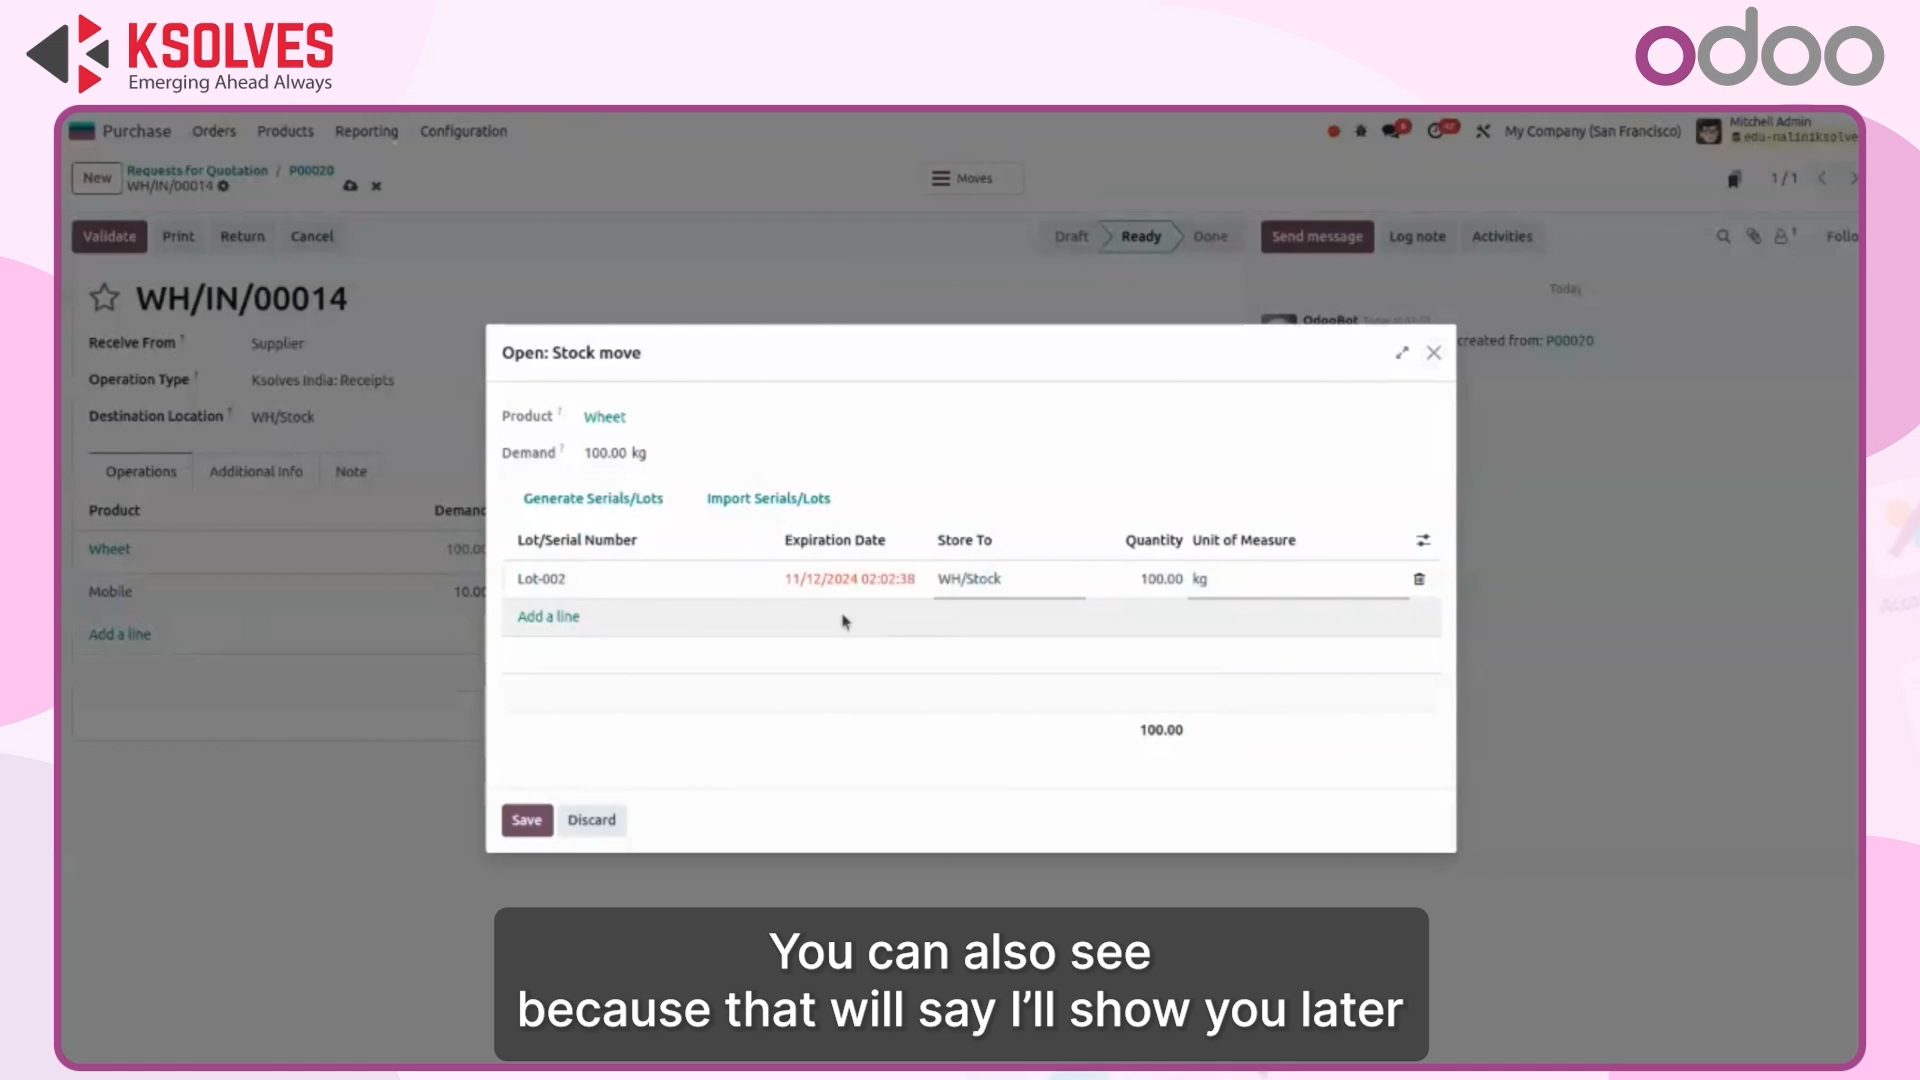 KSOLVES
Emerging Ahead Always
odoo
Purchase Orders Products Reporting Configuration
My Company (San Francisco)
Mitchell Admin
edu-naliniksolve
New
Requests for Quotation / P00020
WH/IN/00014
Moves
1 / 1
Validate Print Return Cancel
Draft Ready Done
Send message Log note Activities
1
Follo
WH/IN/00014
Today
Receive From ? Supplier
OdooBot
created from: P00020
Operation Type ? Ksolves India: Receipts
Destination Location ? WH/Stock
Operations Additional Info Note
Product Demand
Wheet 100.00
Mobile 10.00
Add a line
Open: Stock move
Product ? Wheet
Demand ? 100.00 kg
Generate Serials/Lots Import Serials/Lots
Lot/Serial Number Expiration Date Store To Quantity Unit of Measure
Lot-002 11/12/2024 02:02:38 WH/Stock 100.00 kg
Add a line
100.00
Save Discard
You can also see
because that will say I'll show you later